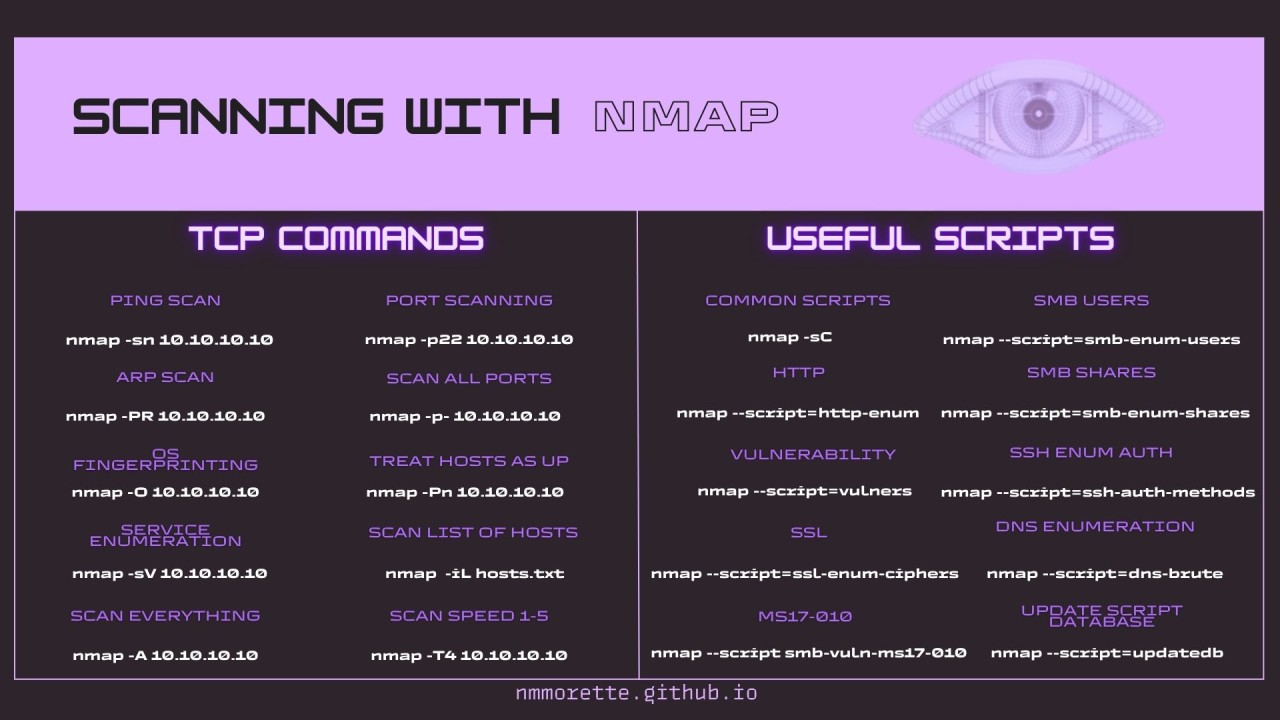 SCANNING WITH NMAP
TCP COMMANDS
PING SCAN
nmap -sn 10.10.10.10
ARP SCAN
nmap -PR 10.10.10.10
OS
FINGERPRINTING
nmap -O 10.10.10.10
SERVICE
ENUMERATION
nmap -sV 10.10.10.10
SCAN EVERYTHING
nmap -A 10.10.10.10
PORT SCANNING
nmap -p22 10.10.10.10
SCAN ALL PORTS
nmap -p- 10.10.10.10
TREAT HOSTS AS UP
nmap -Pn 10.10.10.10
SCAN LIST OF HOSTS
nmap -iL hosts.txt
SCAN SPEED 1-5
nmap -T4 10.10.10.10
USEFUL SCRIPTS
COMMON SCRIPTS
nmap -sC
HTTP
nmap --script=http-enum
VULNERABILITY
nmap --script=vulners
SSL
nmap --script=ssl-enum-ciphers
MS17-010
nmap --script smb-vuln-ms17-010
SMB USERS
nmap --script=smb-enum-users
SMB SHARES
nmap --script=smb-enum-shares
SSH ENUM AUTH
nmap --script=ssh-auth-methods
DNS ENUMERATION
nmap --script=dns-brute
UPDATE SCRIPT
DATABASE
nmap --script=updatedb
nmmorette.github.io